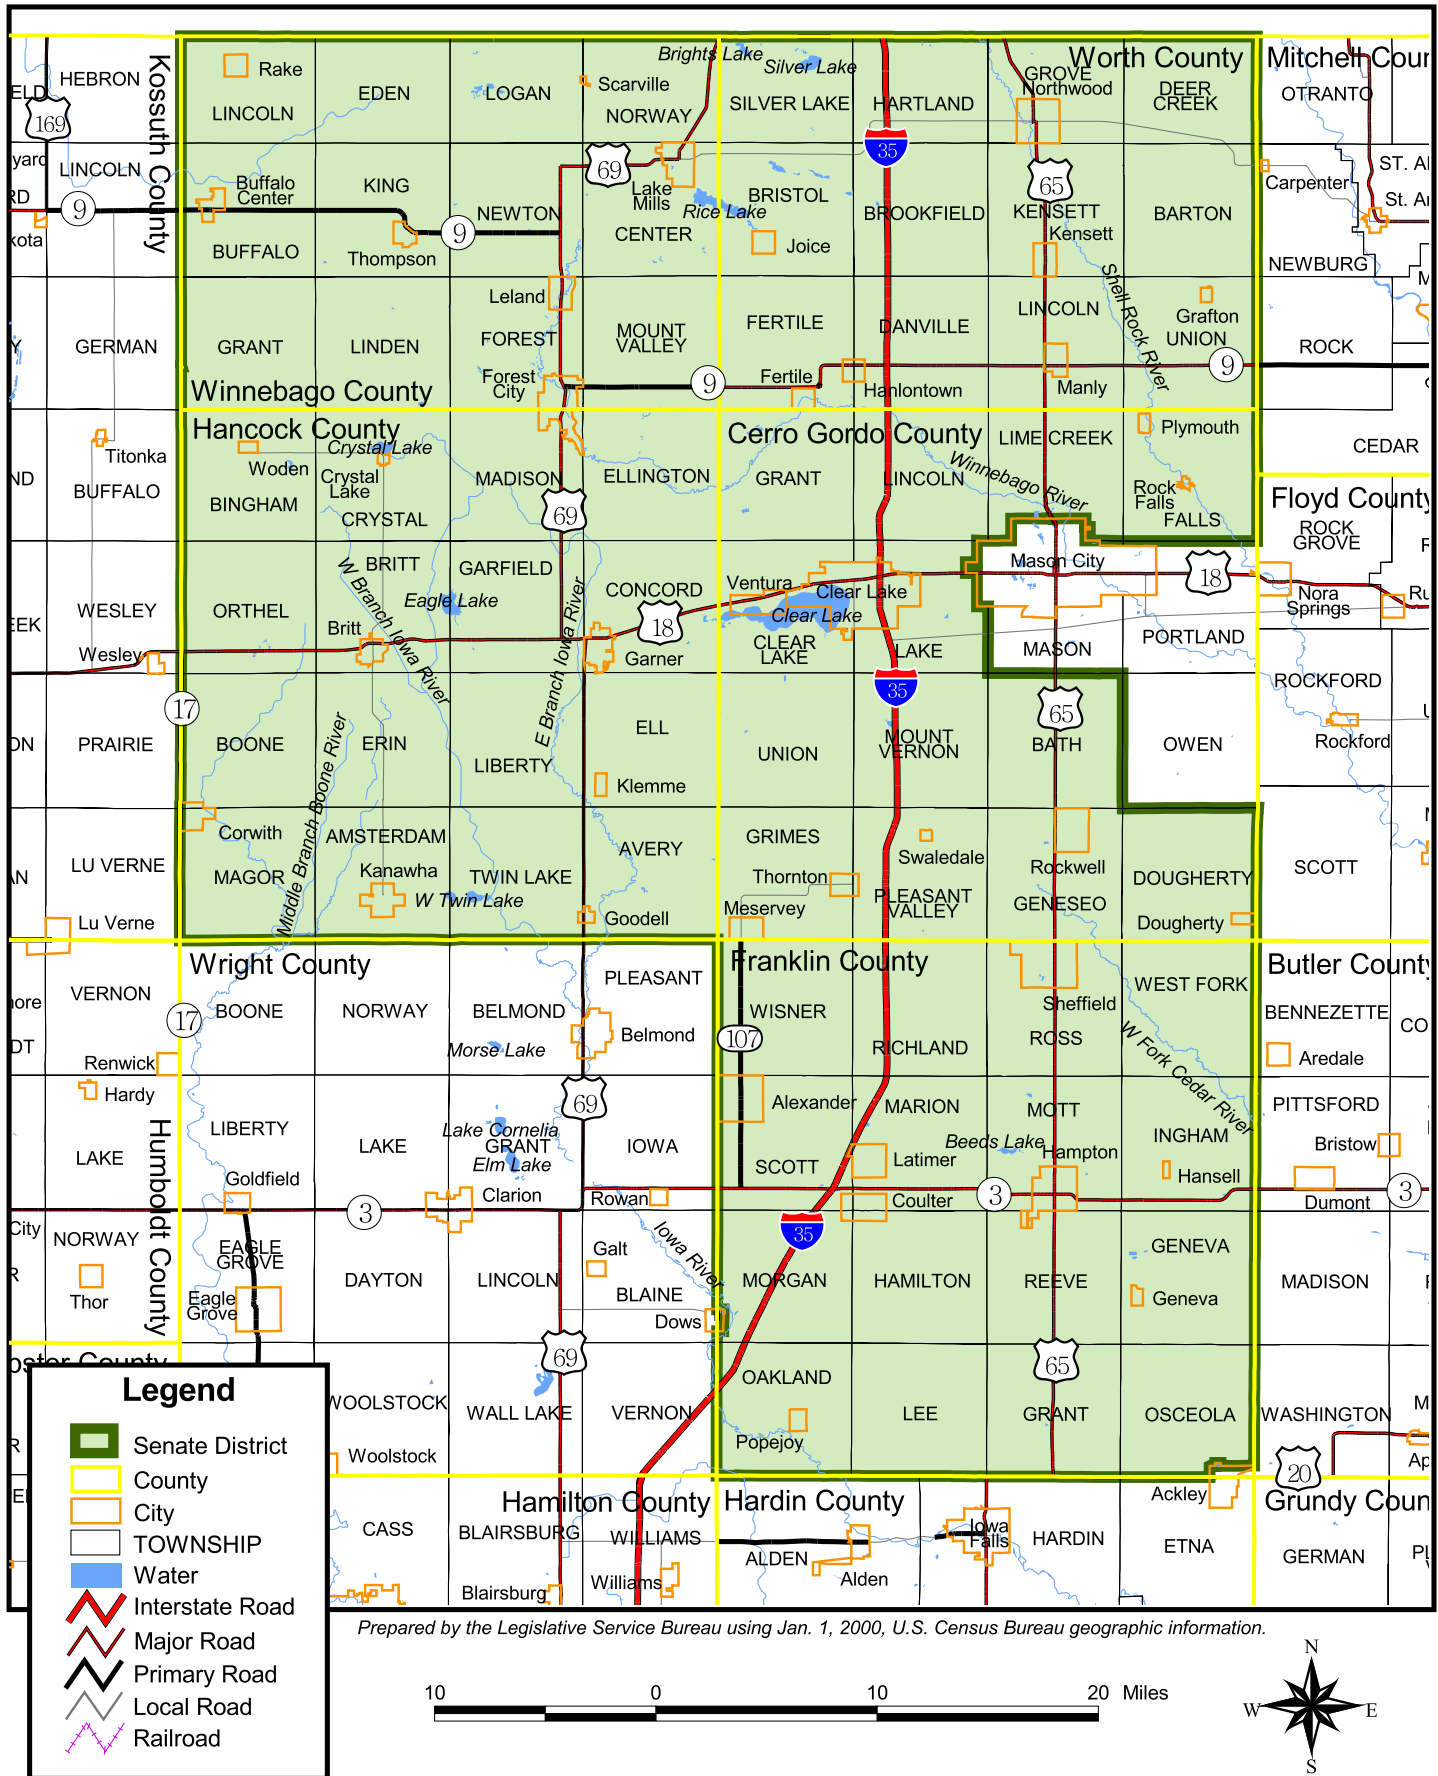 Kossuth County
Worth County
Mitchell Coun
HEBRON
ELD
169
Rake
LINCOLN
EDEN
LOGAN
Scarville
NORWAY
Brights Lake
Silver Lake
SILVER LAKE
HARTLAND
GROVE
Northwood
DEER
CREEK
OTRANTO
yard
LINCOLN
RD
9
kota
Buffalo
Center
KING
NEWTON
9
BUFFALO
Thompson
69
Lake
Mills
Rice Lake
CENTER
BRISTOL
Joice
35
BROOKFIELD
65
KENSETT
Kensett
BARTON
Carpenter
ST. A
St. A
NEWBURG
M
Shell Rock River
Leland
GERMAN
GRANT
LINDEN
FOREST
MOUNT
VALLEY
FERTILE
DANVILLE
LINCOLN
Grafton
UNION
ROCK
Y
Winnebago County
Forest
City
9
Fertile
Hanlontown
Manly
9
Hancock County
Crystal Lake
Cerro Gordo County
LIME CREEK
Plymouth
CEDAR
Titonka
ND
BUFFALO
Woden
BINGHAM
Crystal
Lake
CRYSTAL
MADISON
69
ELLINGTON
GRANT
LINCOLN
Winnebago River
Rock
Falls
FALLS
Floyd County
ROCK
GROVE
WESLEY
EEK
Wesley
ORTHEL
BRITT
Britt
W Branch Iowa River
GARFIELD
Eagle Lake
E Branch Iowa River
CONCORD
18
Garner
Ventura
Clear Lake
Clear Lake
CLEAR
LAKE
LAKE
Mason City
MASON
18
PORTLAND
Nora
Springs
Ru
17
35
65
ROCKFORD
Rockford
ON
PRAIRIE
BOONE
ERIN
Middle Branch Boone River
LIBERTY
ELL
Klemme
UNION
MOUNT
VERNON
BATH
OWEN
Corwith
AN
LU VERNE
Lu Verne
MAGOR
AMSTERDAM
Kanawha
TWIN LAKE
W Twin Lake
AVERY
Goodell
GRIMES
Swaledale
Thornton
Meservey
PLEASANT
VALLEY
Rockwell
GENESEO
DOUGHERTY
Dougherty
SCOTT
Wright County
Franklin County
Butler County
VERNON
more
DT
17
BOONE
NORWAY
BELMOND
Morse Lake
PLEASANT
Belmond
WISNER
107
RICHLAND
Sheffield
ROSS
WEST FORK
W Fork Cedar River
BENNEZETTE
CO
Aredale
Renwick
Hardy
69
Alexander
MARION
MOTT
PITTSFORD
Humboldt County
LAKE
LIBERTY
LAKE
Lake Cornelia
GRANT
Elm Lake
IOWA
SCOTT
Latimer
Beeds Lake
Hampton
INGHAM
Hansell
Bristow
Goldfield
3
Clarion
Rowan
Coulter
3
Dumont
3
City
NORWAY
R
Thor
EAGLE
GROVE
Eagle
Grove
DAYTON
LINCOLN
Galt
Iowa River
BLAINE
Dows
35
MORGAN
HAMILTON
REEVE
GENEVA
Geneva
MADISON
69
65
OAKLAND
Popejoy
LEE
GRANT
OSCEOLA
WASHINGTON
M
Ap
20
WOOLSTOCK
Woolstock
WALL LAKE
VERNON
Hamilton County
Hardin County
Ackley
Grundy Coun
CASS
BLAIRSBURG
Blairsburg
WILLIAMS
Williams
ALDEN
Alden
Iowa
Falls
HARDIN
ETNA
GERMAN
Legend
Senate District
County
City
TOWNSHIP
Water
Interstate Road
Major Road
Primary Road
Local Road
Railroad
Prepared by the Legislative Service Bureau using Jan. 1, 2000, U.S. Census Bureau geographic information.
10 0 10 20 Miles
N
W E
S